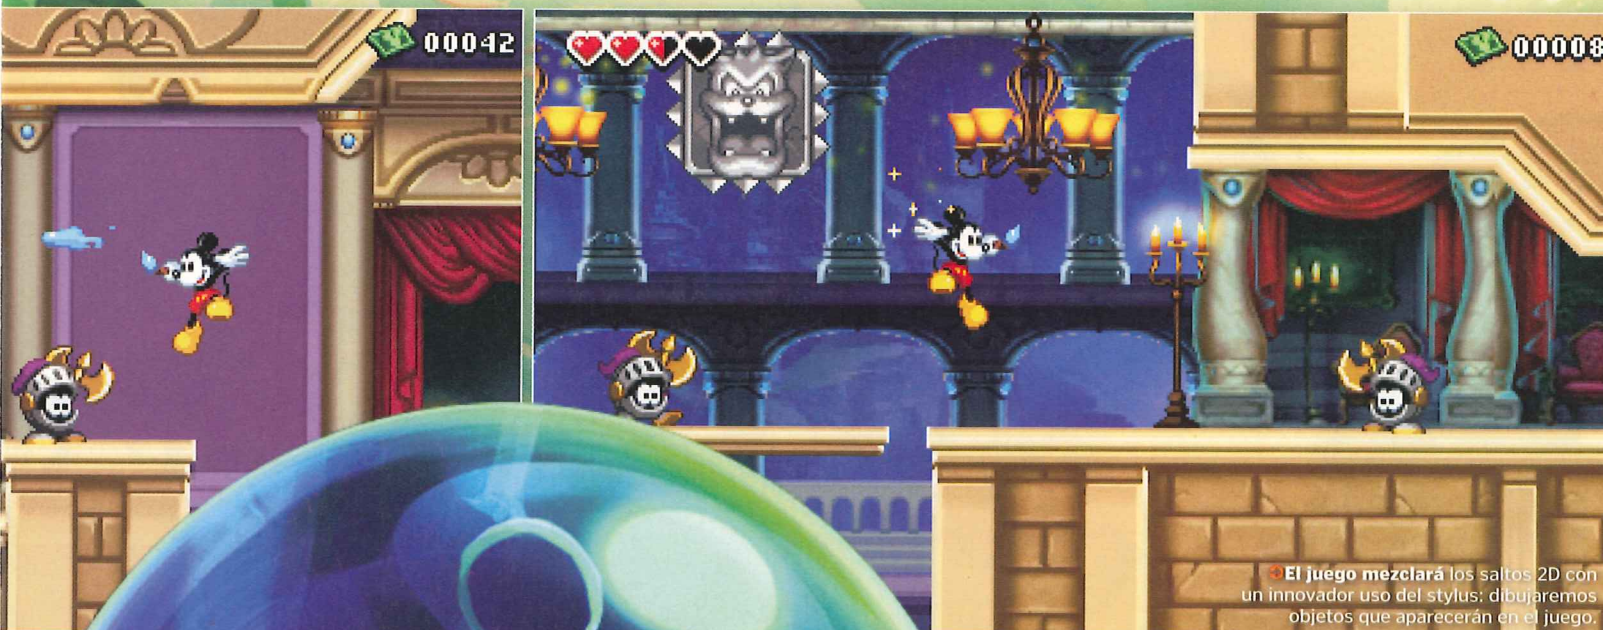 00042
00008
El juego mezclará los saltos 2D con
un innovador uso del stylus: dibujaremos
objetos que aparecerán en el juego.